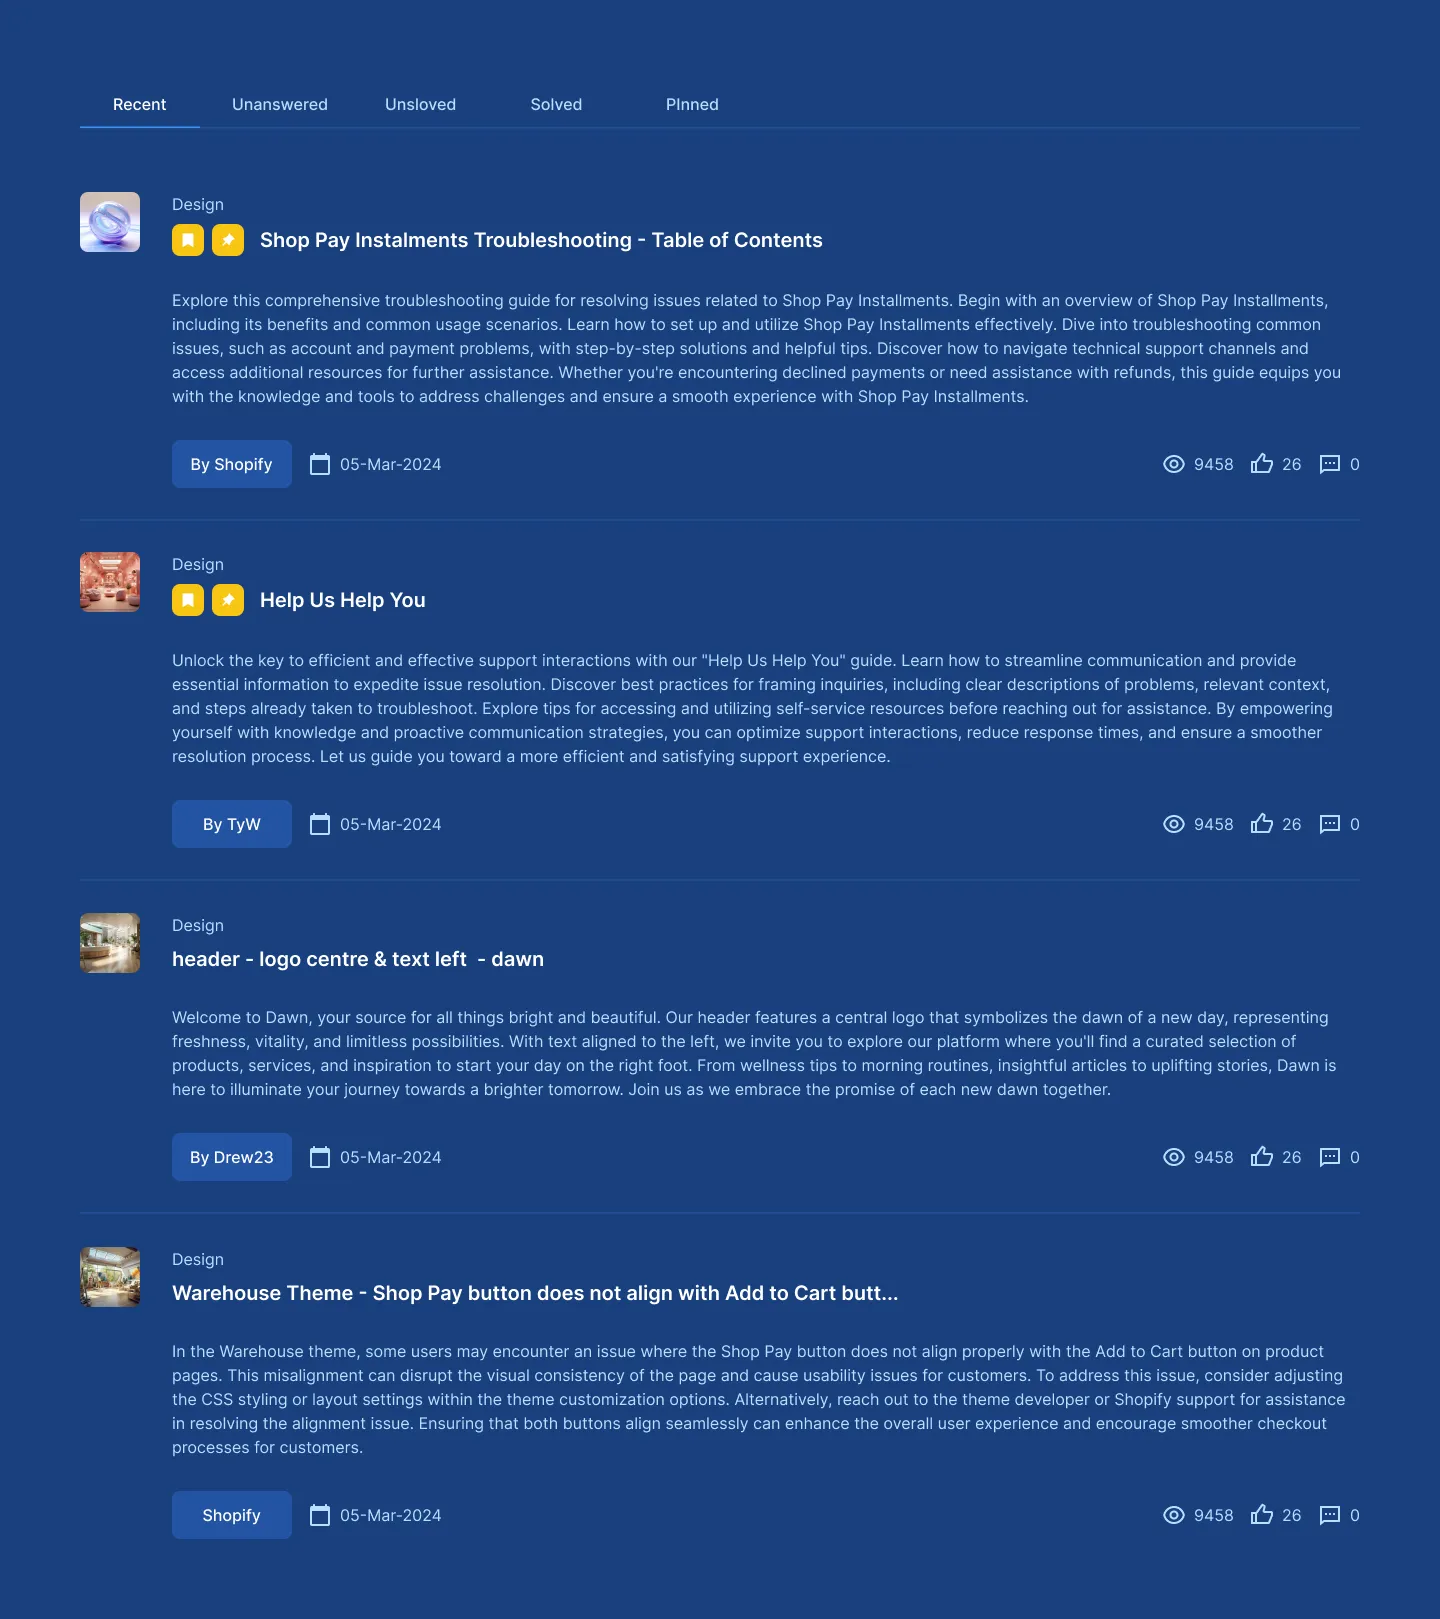 Recent
Unanswered
Unsloved
Solved
PInned
Design
Shop Pay Instalments Troubleshooting - Table of Contents
Explore this comprehensive troubleshooting guide for resolving issues related to Shop Pay Installments. Begin with an overview of Shop Pay Installments,
including its benefits and common usage scenarios. Learn how to set up and utilize Shop Pay Installments effectively. Dive into troubleshooting common
issues, such as account and payment problems, with step-by-step solutions and helpful tips. Discover how to navigate technical support channels and
access additional resources for further assistance. Whether you're encountering declined payments or need assistance with refunds, this guide equips you
with the knowledge and tools to address challenges and ensure a smooth experience with Shop Pay Installments.
By Shopify
05-Mar-2024
9458
26
0
Design
Help Us Help You
Unlock the key to efficient and effective support interactions with our "Help Us Help You" guide. Learn how to streamline communication and provide
essential information to expedite issue resolution. Discover best practices for framing inquiries, including clear descriptions of problems, relevant context,
and steps already taken to troubleshoot. Explore tips for accessing and utilizing self-service resources before reaching out for assistance. By empowering
yourself with knowledge and proactive communication strategies, you can optimize support interactions, reduce response times, and ensure a smoother
resolution process. Let us guide you toward a more efficient and satisfying support experience.
By TyW
05-Mar-2024
9458
26
0
Design
header - logo centre & text left  - dawn
Welcome to Dawn, your source for all things bright and beautiful. Our header features a central logo that symbolizes the dawn of a new day, representing
freshness, vitality, and limitless possibilities. With text aligned to the left, we invite you to explore our platform where you'll find a curated selection of
products, services, and inspiration to start your day on the right foot. From wellness tips to morning routines, insightful articles to uplifting stories, Dawn is
here to illuminate your journey towards a brighter tomorrow. Join us as we embrace the promise of each new dawn together.
By Drew23
05-Mar-2024
9458
26
0
Design
Warehouse Theme - Shop Pay button does not align with Add to Cart butt...
In the Warehouse theme, some users may encounter an issue where the Shop Pay button does not align properly with the Add to Cart button on product
pages. This misalignment can disrupt the visual consistency of the page and cause usability issues for customers. To address this issue, consider adjusting
the CSS styling or layout settings within the theme customization options. Alternatively, reach out to the theme developer or Shopify support for assistance
in resolving the alignment issue. Ensuring that both buttons align seamlessly can enhance the overall user experience and encourage smoother checkout
processes for customers.
Shopify
05-Mar-2024
9458
26
0